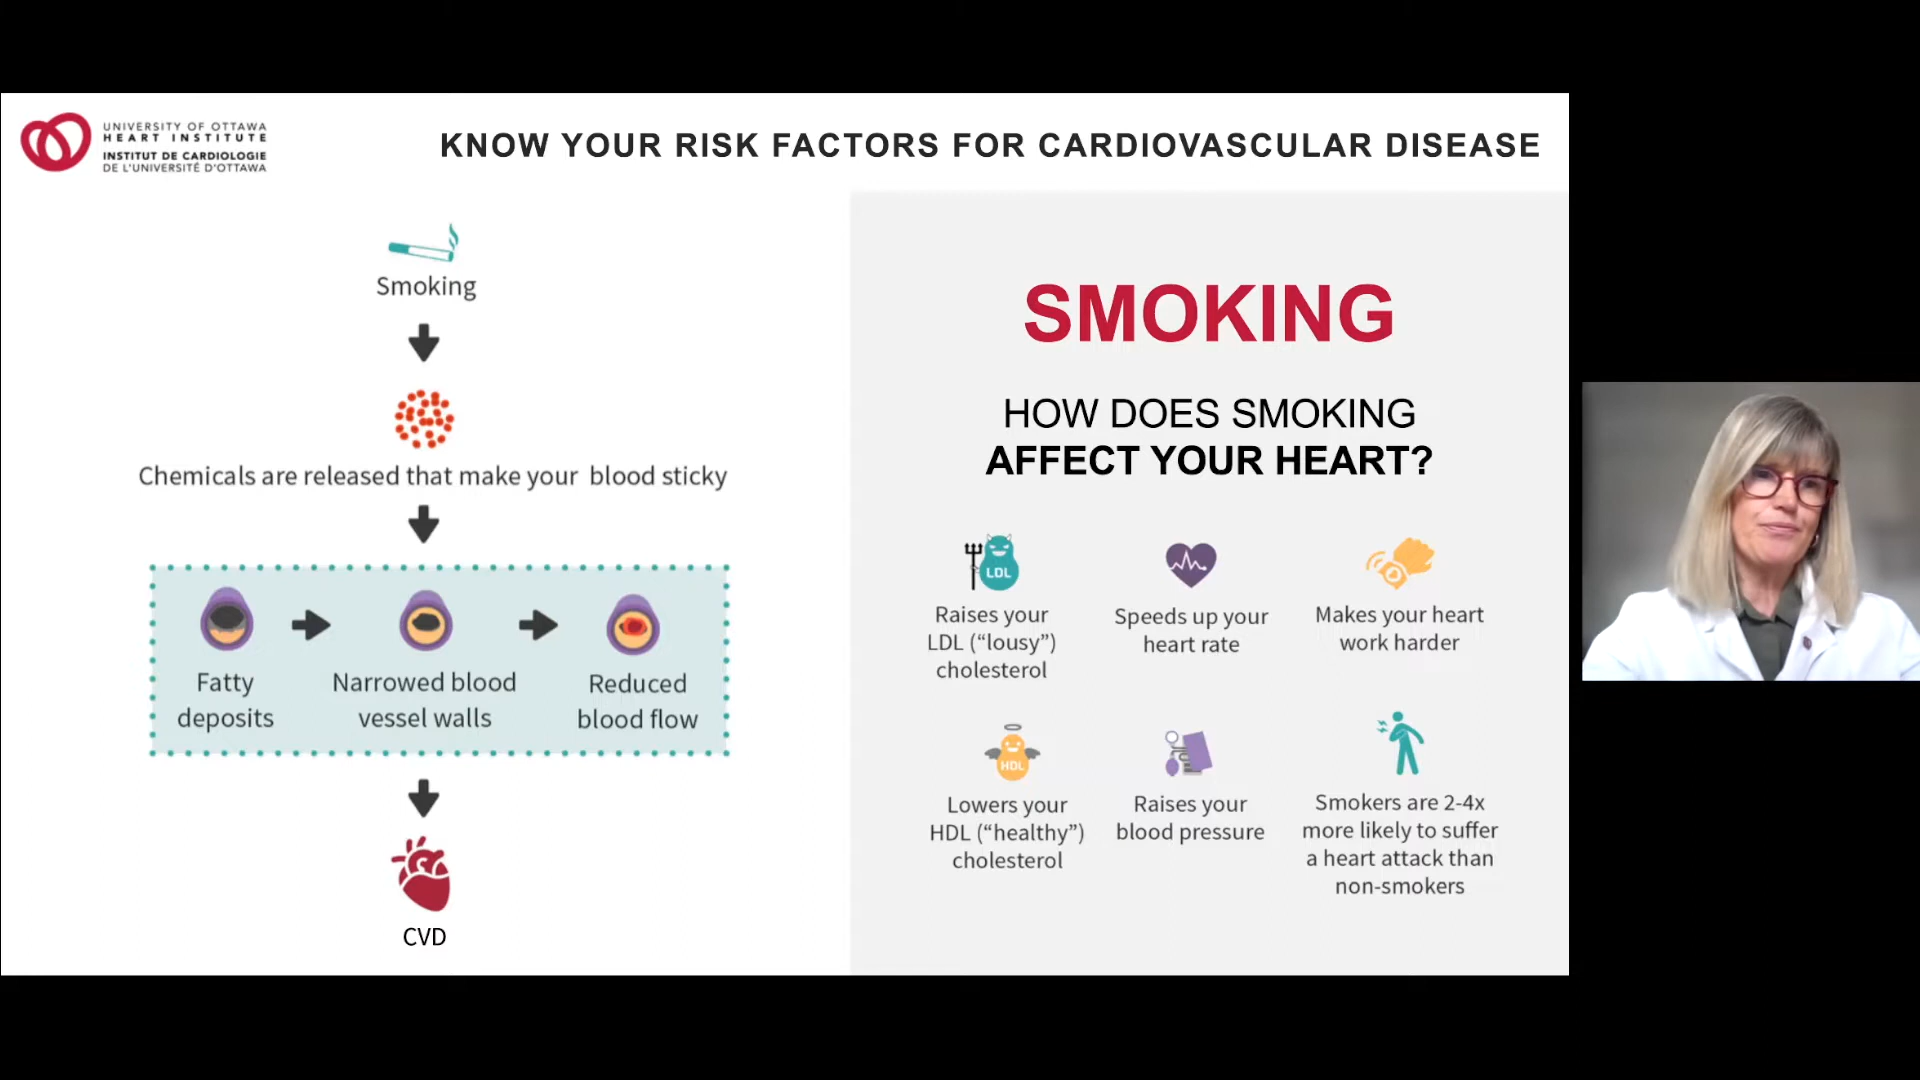 UNIVERSITY OF OTTAWA
HEART INSTITUTE
INSTITUT DE CARDIOLOGIE
DE L'UNIVERSITÉ D'OTTAWA
KNOW YOUR RISK FACTORS FOR CARDIOVASCULAR DISEASE
Smoking
Chemicals are released that make your blood sticky
Fatty
deposits
Narrowed blood
vessel walls
Reduced
blood flow
CVD
SMOKING
HOW DOES SMOKING
AFFECT YOUR HEART?
LDL
Raises your
LDL (“lousy”)
cholesterol
Speeds up your
heart rate
Makes your heart
work harder
HDL
Lowers your
HDL (“healthy”)
cholesterol
Raises your
blood pressure
Smokers are 2-4x
more likely to suffer
a heart attack than
non-smokers